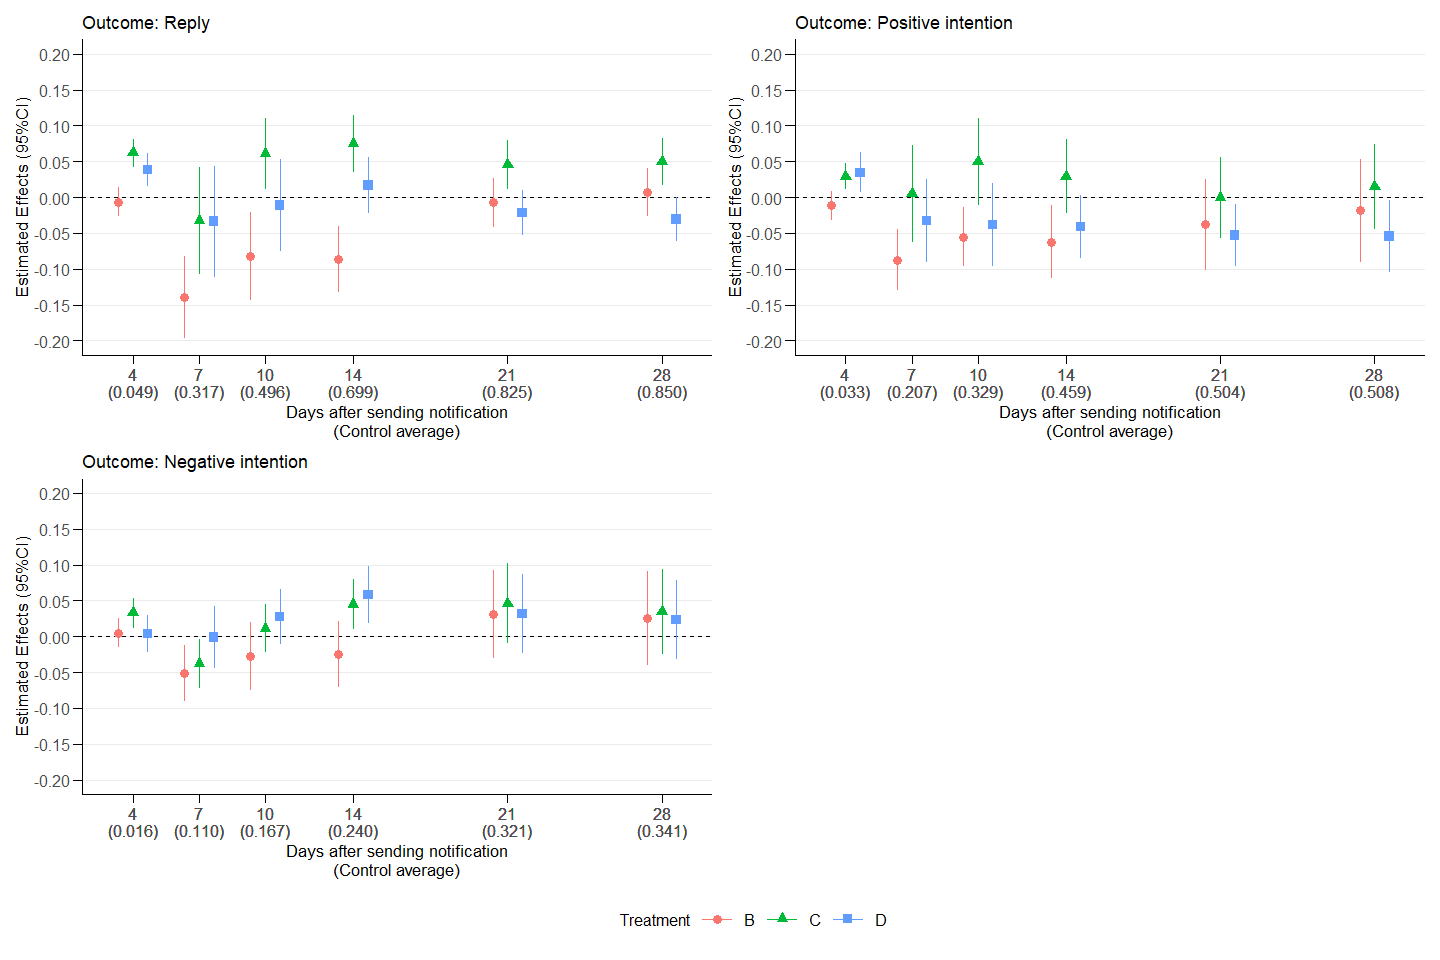 Outcome: Reply
Estimated Effects (95%CI)
0.20
0.15
0.10
0.05
0.00
-0.05
-0.10
-0.15
-0.20
4 7 10 14 21 28
(0.049) (0.317) (0.496) (0.699) (0.825) (0.850)
Days after sending notification
(Control average)
Outcome: Positive intention
Estimated Effects (95%CI)
0.20
0.15
0.10
0.05
0.00
-0.05
-0.10
-0.15
-0.20
4 7 10 14 21 28
(0.033) (0.207) (0.329) (0.459) (0.504) (0.508)
Days after sending notification
(Control average)
Outcome: Negative intention
Estimated Effects (95%CI)
0.20
0.15
0.10
0.05
0.00
-0.05
-0.10
-0.15
-0.20
4 7 10 14 21 28
(0.016) (0.110) (0.167) (0.240) (0.321) (0.341)
Days after sending notification
(Control average)
Treatment B C D